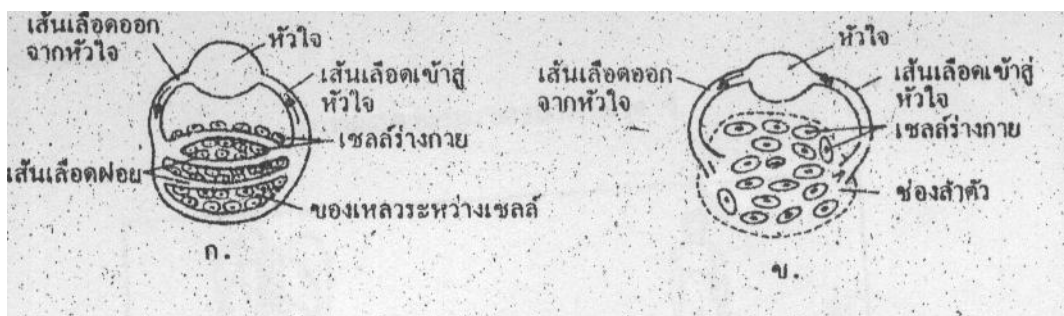 เส้นเลือดออก
จากหัวใจ
หัวใจ
เส้นเลือดเข้าสู่
หัวใจ
เซลล์ร่างกาย
เส้นเลือดฝอย
ของเหลวระหว่างเซลล์
ก.
เส้นเลือดออก
จากหัวใจ
หัวใจ
เส้นเลือดเข้าสู่
หัวใจ
เซลล์ร่างกาย
ช่องลำตัว
ข.